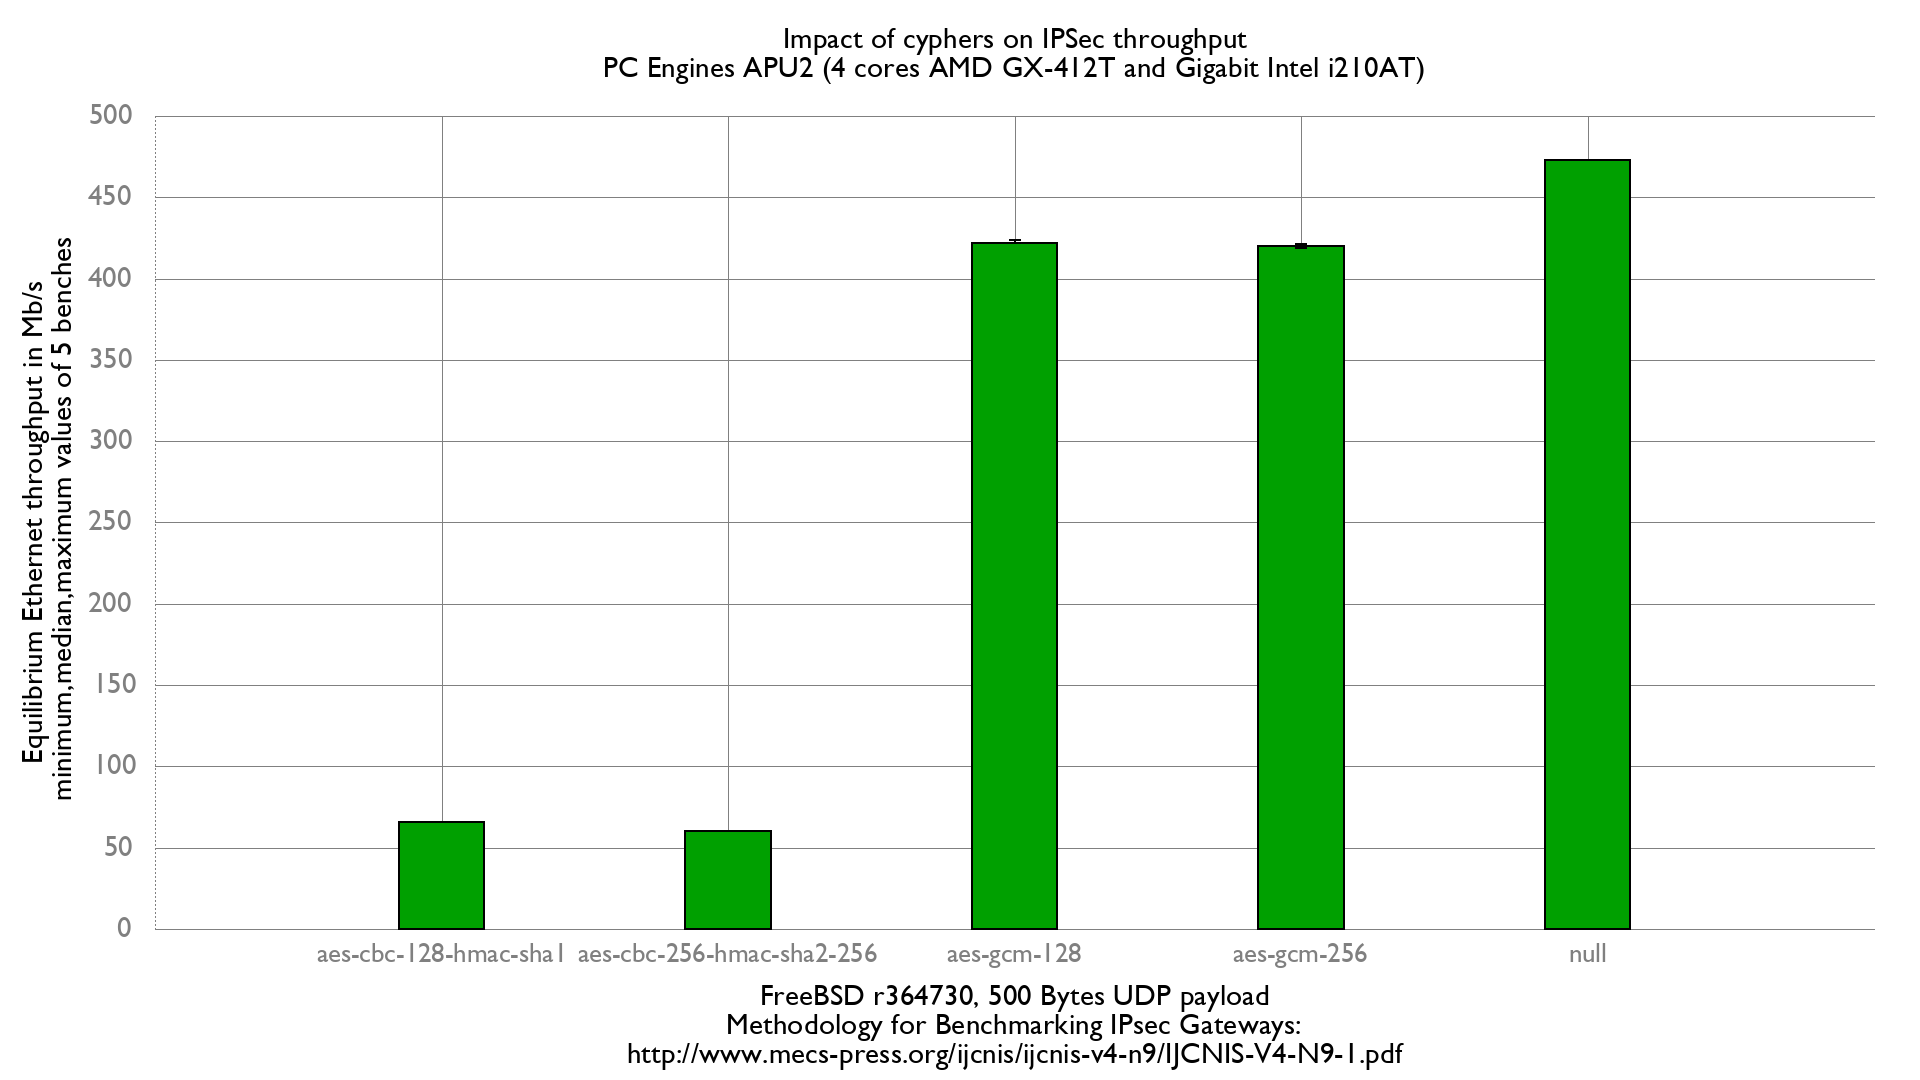 Impact of cyphers on IPSec throughput
PC Engines APU2 (4 cores AMD GX-412T and Gigabit Intel i210AT)
Equilibrium Ethernet throughput in Mb/s
minimum,median,maximum values of 5 benches
500
450
400
350
300
250
200
150
100
50
0
aes-cbc-128-hmac-sha1
aes-cbc-256-hmac-sha2-256
aes-gcm-128
aes-gcm-256
null
FreeBSD r364730, 500 Bytes UDP payload
Methodology for Benchmarking IPsec Gateways:
http://www.mecs-press.org/ijcnis/ijcnis-v4-n9/IJCNIS-V4-N9-1.pdf